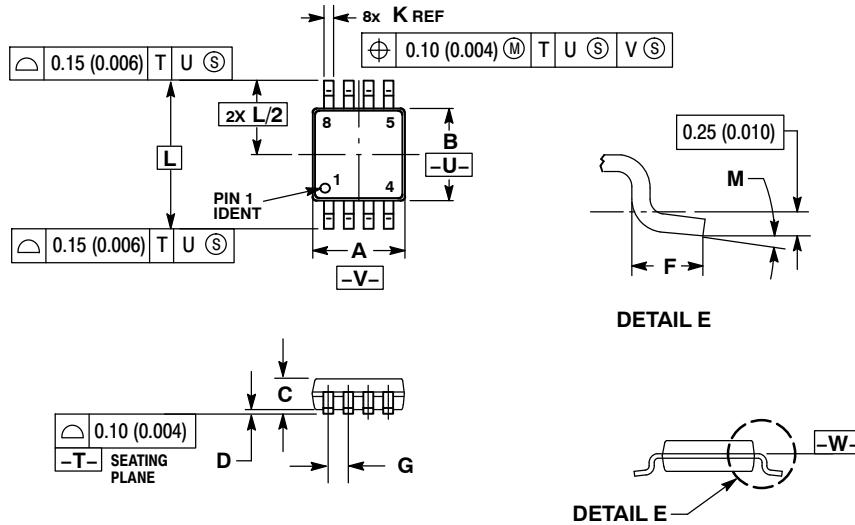 8x K REF
⌖ 0.10 (0.004) Ⓜ T U Ⓢ V Ⓢ
⌓ 0.15 (0.006) T U Ⓢ
2X L/2
8 5
B
-U-
L
0.25 (0.010)
M
PIN 1
IDENT
1 4
⌓ 0.15 (0.006) T U Ⓢ
A
-V-
F
DETAIL E
C
⌓ 0.10 (0.004)
-T- SEATING
PLANE
D
G
-W-
DETAIL E